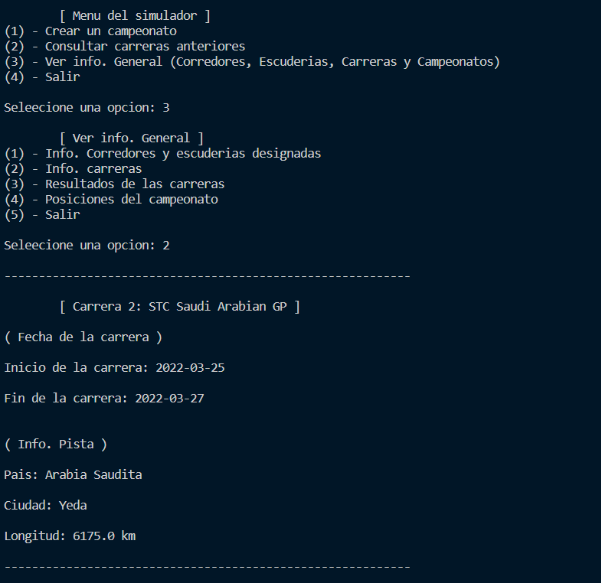 [ Menu del simulador ]
(1) - Crear un campeonato
(2) - Consultar carreras anteriores
(3) - Ver info. General (Corredores, Escuderias, Carreras y Campeonatos)
(4) - Salir
Seleecione una opcion: 3
[ Ver info. General ]
(1) - Info. Corredores y escuderias designadas
(2) - Info. carreras
(3) - Resultados de las carreras
(4) - Posiciones del campeonato
(5) - Salir
Seleecione una opcion: 2
-----------------------------------------------------------
[ Carrera 2: STC Saudi Arabian GP ]
( Fecha de la carrera )
Inicio de la carrera: 2022-03-25
Fin de la carrera: 2022-03-27
( Info. Pista )
Pais: Arabia Saudita
Ciudad: Yeda
Longitud: 6175.0 km
-----------------------------------------------------------